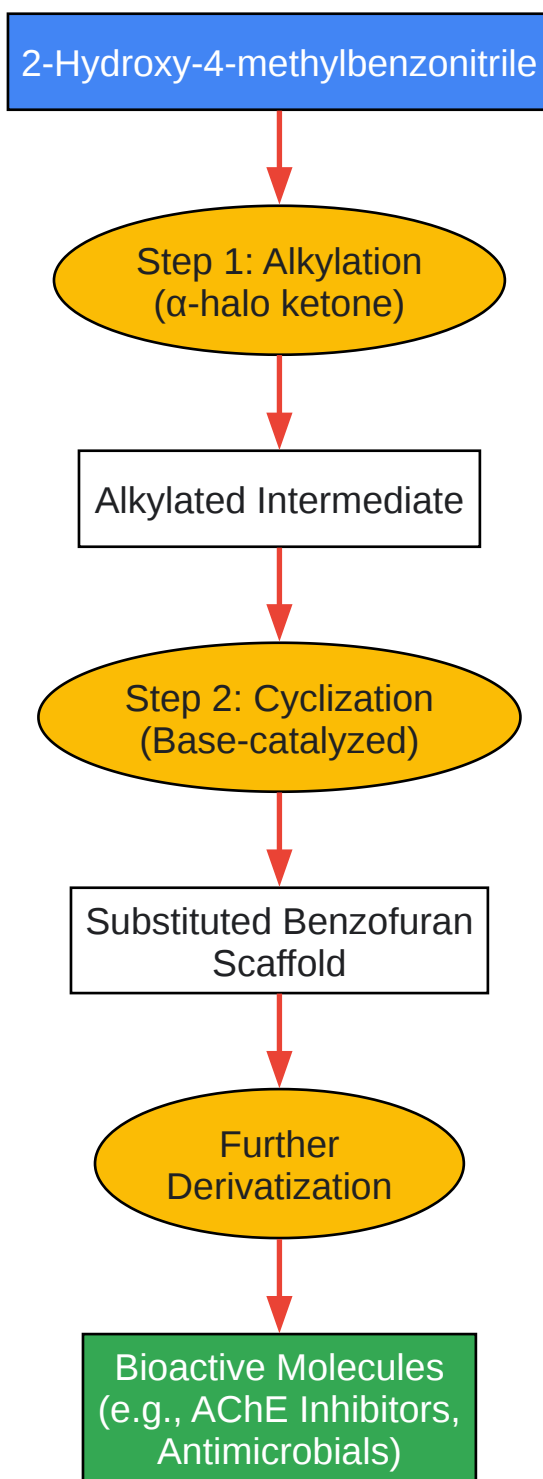 2-Hydroxy-4-methylbenzonitrile
Step 1: Alkylation
(α-halo ketone)
Alkylated Intermediate
Step 2: Cyclization
(Base-catalyzed)
Substituted Benzofuran
Scaffold
Further
Derivatization
Bioactive Molecules
(e.g., AChE Inhibitors,
Antimicrobials)